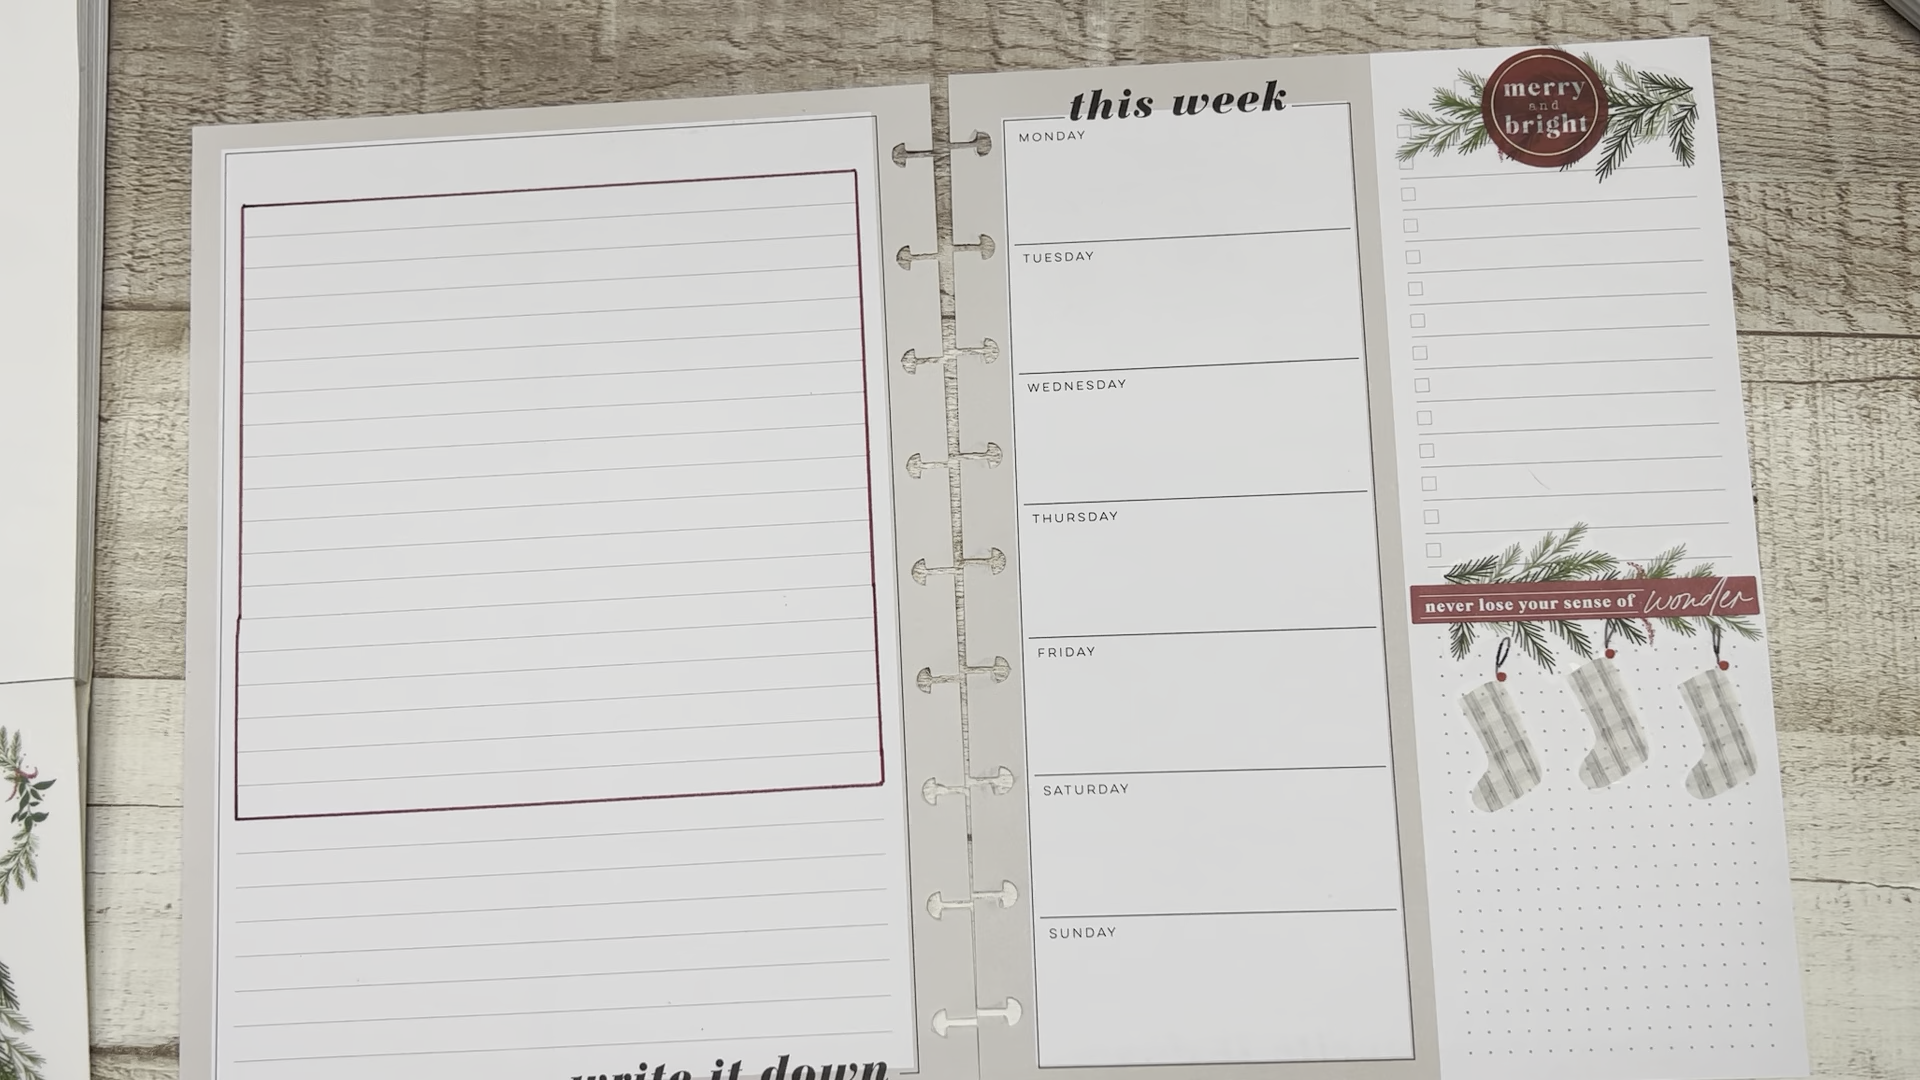 this week
MONDAY
TUESDAY
WEDNESDAY
THURSDAY
FRIDAY
SATURDAY
SUNDAY
merry
and
bright
never lose your sense of wonder
write it down